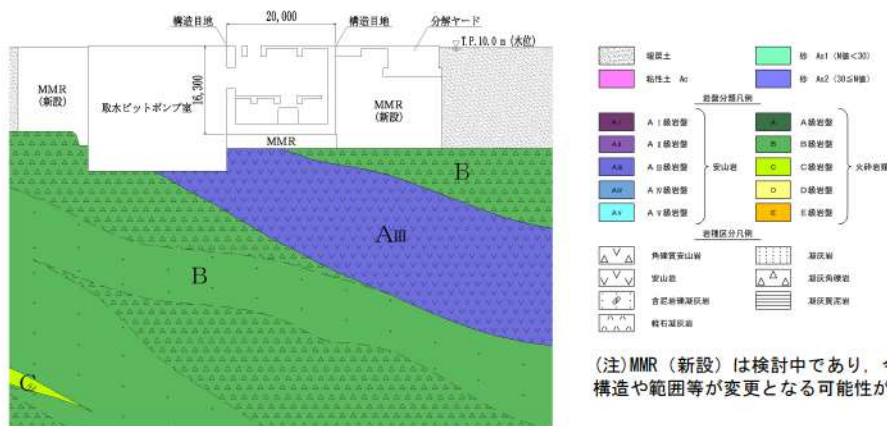 構造目地
20,000
構造目地
分解ヤード
T.P.10.0m(水位)
MMR
(新設)
取水ピットポンプ室
16,300
MMR
(新設)
MMR
B
AⅢ
B
C
埋戻土
砂 As1 (N値<30)
粘性土 Ac
砂 As2 (30≦N値)
岩盤分類凡例
AⅠ AⅠ級岩盤
A A級岩盤
AⅡ AⅡ級岩盤
B B級岩盤
AⅢ AⅢ級岩盤
安山岩
C C級岩盤
火砕岩類
AⅣ AⅣ級岩盤
D D級岩盤
AⅤ AⅤ級岩盤
E E級岩盤
岩種区分凡例
角礫質安山岩
凝灰岩
安山岩
凝灰角礫岩
含泥岩礫凝灰岩
凝灰質泥岩
軽石凝灰岩
(注)MMR(新設)は検討中であり,
構造や範囲等が変更となる可能性が